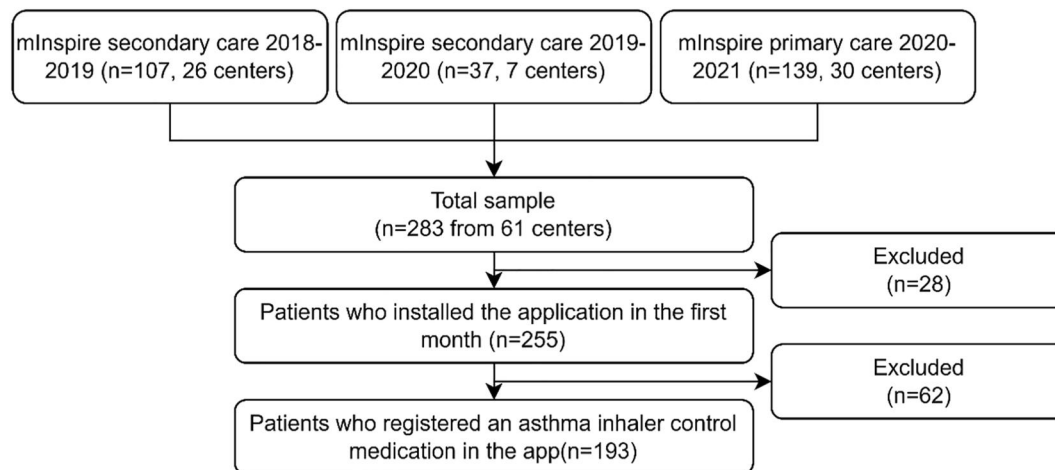 mInspire secondary care 2018-
2019 (n=107, 26 centers)
mInspire secondary care 2019-
2020 (n=37, 7 centers)
mInspire primary care 2020-
2021 (n=139, 30 centers)
Total sample
(n=283 from 61 centers)
Excluded
(n=28)
Patients who installed the application in the first
month (n=255)
Excluded
(n=62)
Patients who registered an asthma inhaler control
medication in the app(n=193)